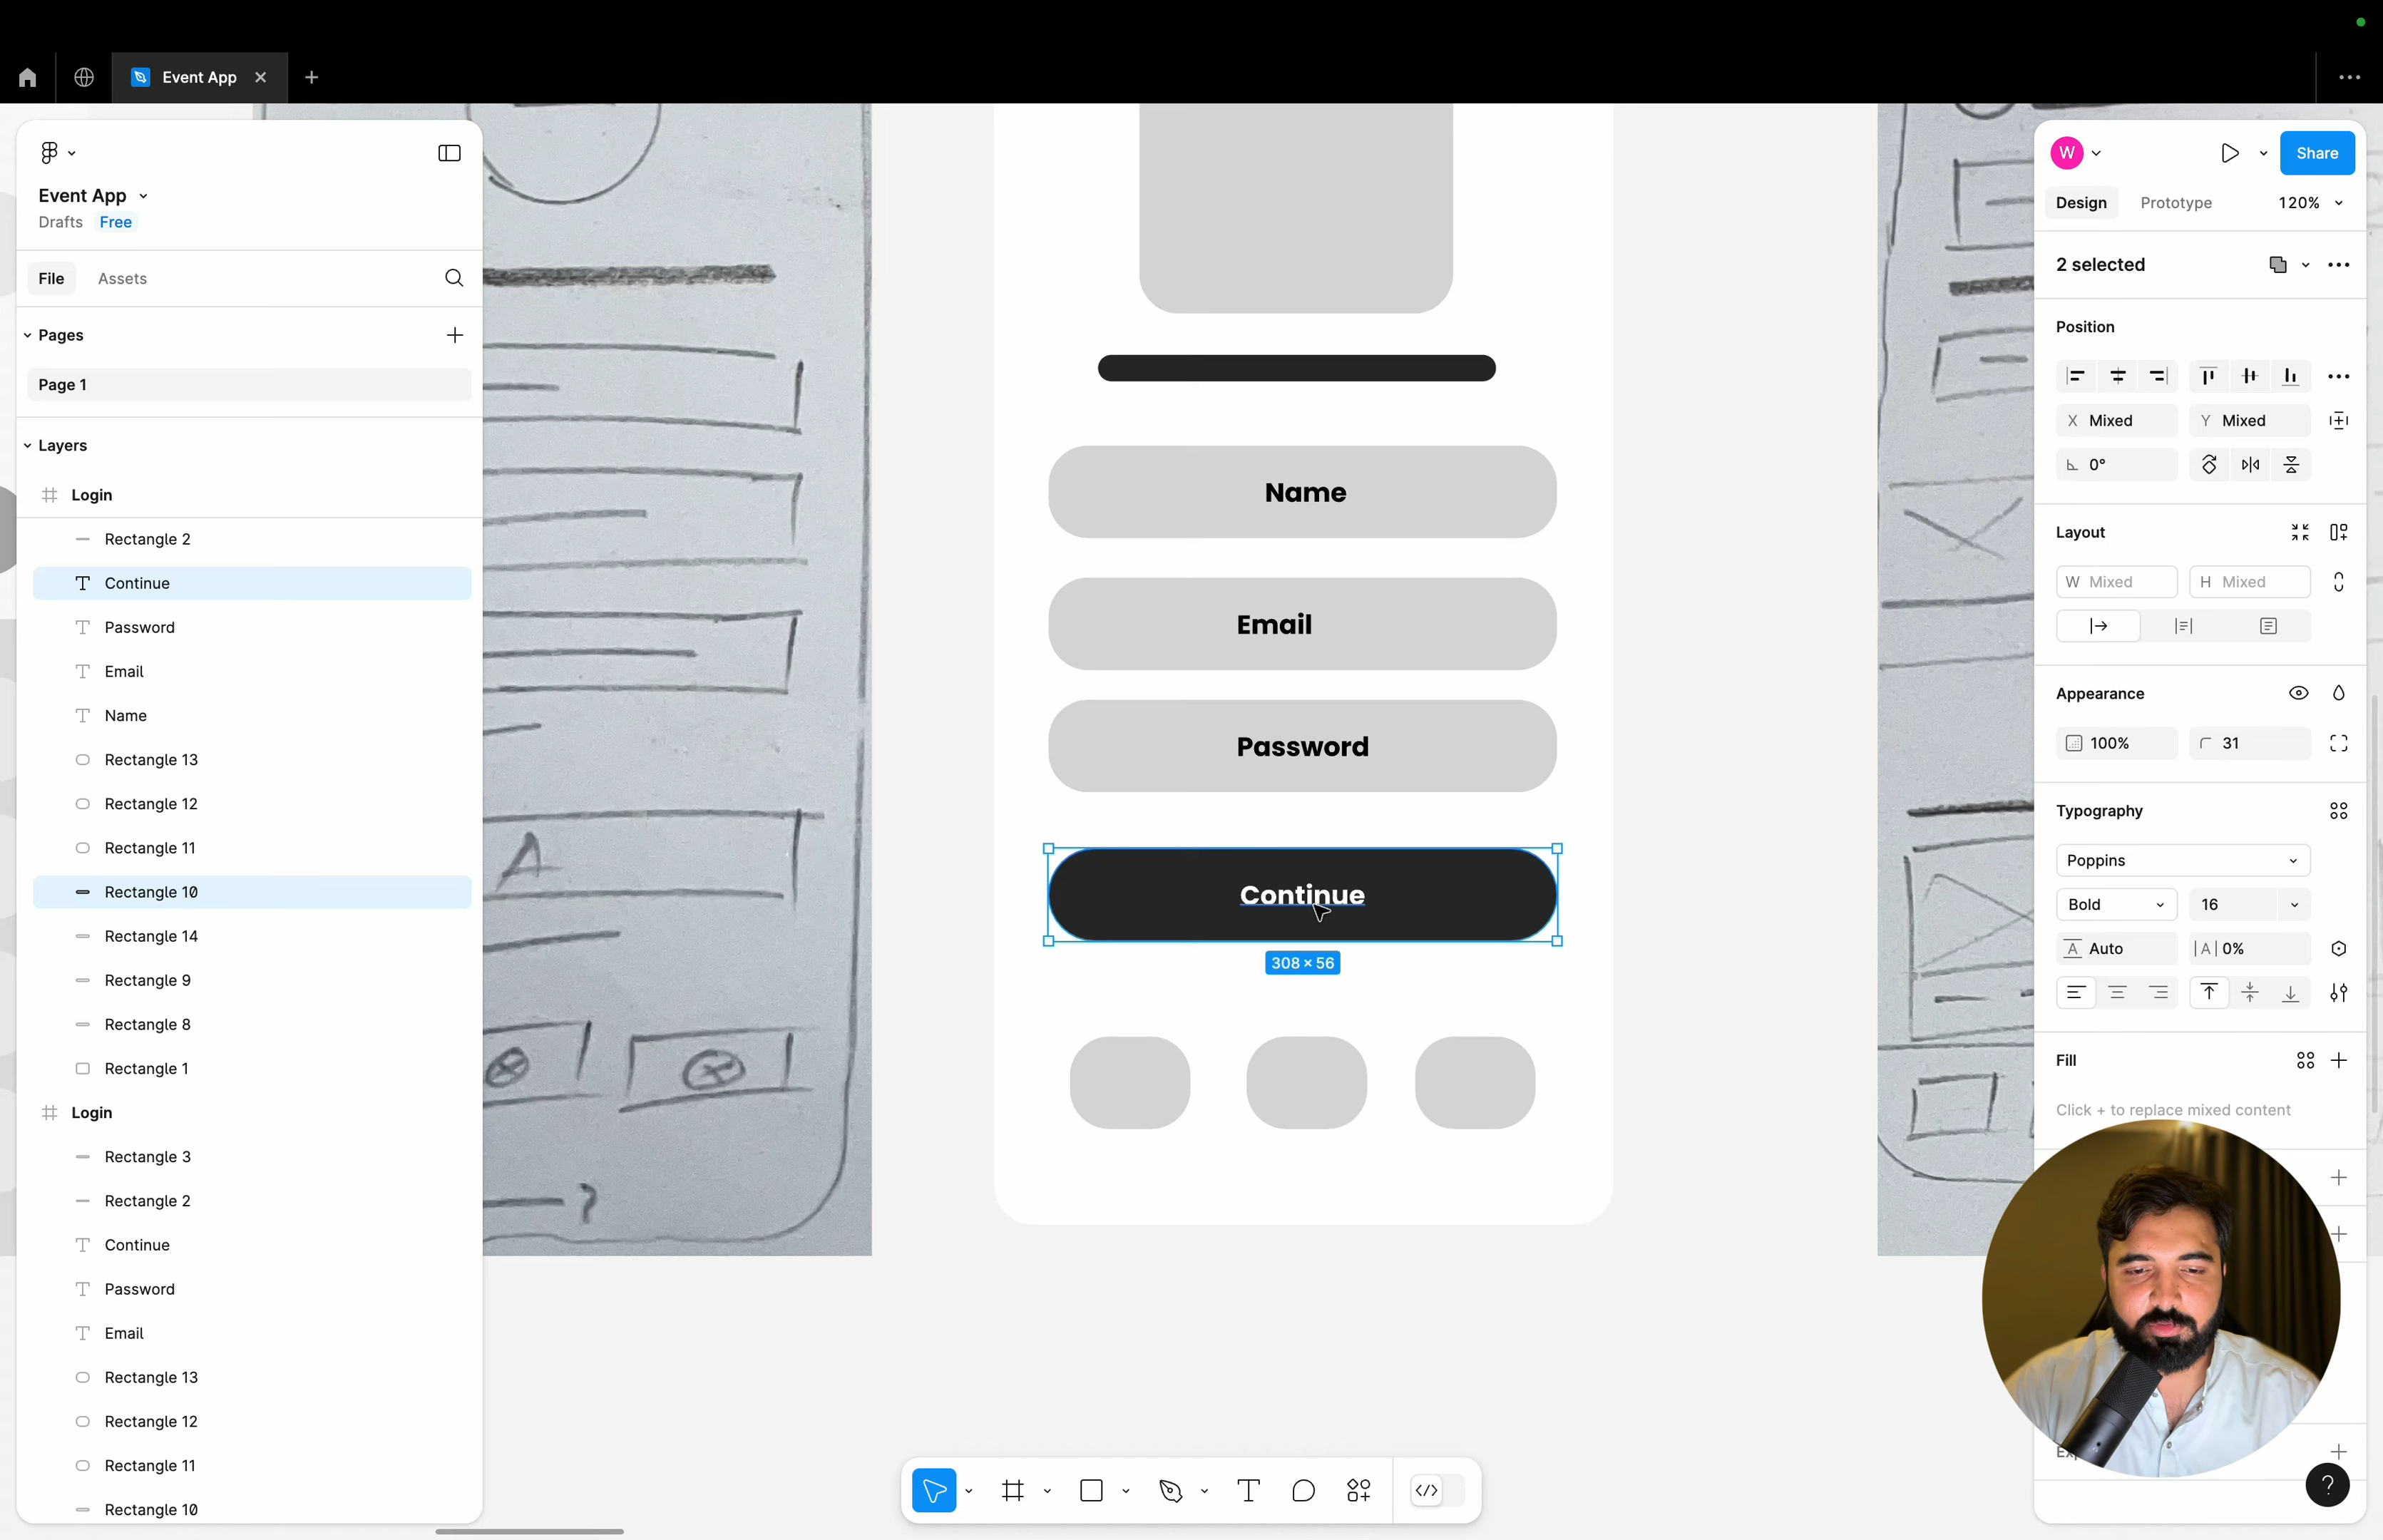 Event App
Event App
Drafts Free
File Assets
Pages
Page 1
Layers
Login
Rectangle 2
Continue
Password
Email
Name
Rectangle 13
Rectangle 12
Rectangle 11
Rectangle 10
Rectangle 14
Rectangle 9
Rectangle 8
Rectangle 1
Login
Rectangle 3
Rectangle 2
Continue
Password
Email
Rectangle 13
Rectangle 12
Rectangle 11
Rectangle 10
A
?
Name
Email
Password
Continue
308 × 56
W
Share
Design Prototype 120%
2 selected
Position
X Mixed Y Mixed
0°
Layout
W Mixed H Mixed
Appearance
100% 31
Typography
Poppins
Bold 16
A Auto |A| 0%
Fill
Click + to replace mixed content
?